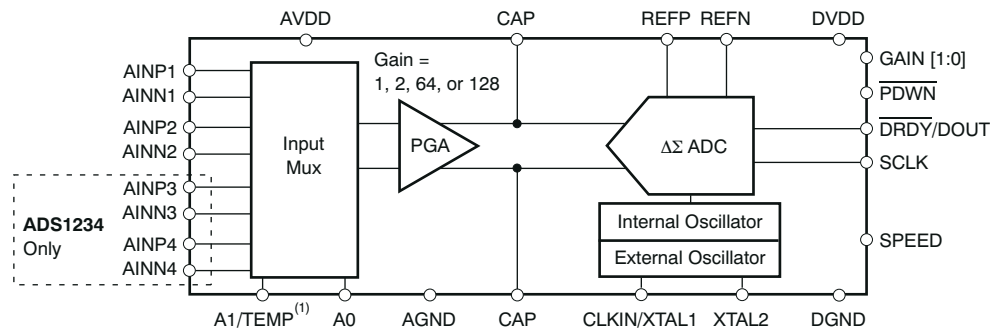 AVDD
CAP
REFP
REFN
DVDD
Gain =
1, 2, 64, or 128
AINP1
AINN1
AINP2
AINN2
AINP3
AINN3
AINP4
AINN4
ADS1234
Only
Input
Mux
PGA
ΔΣ ADC
Internal Oscillator
External Oscillator
GAIN [1:0]
PDWN
DRDY/DOUT
SCLK
SPEED
A1/TEMP(1)
A0
AGND
CAP
CLKIN/XTAL1
XTAL2
DGND